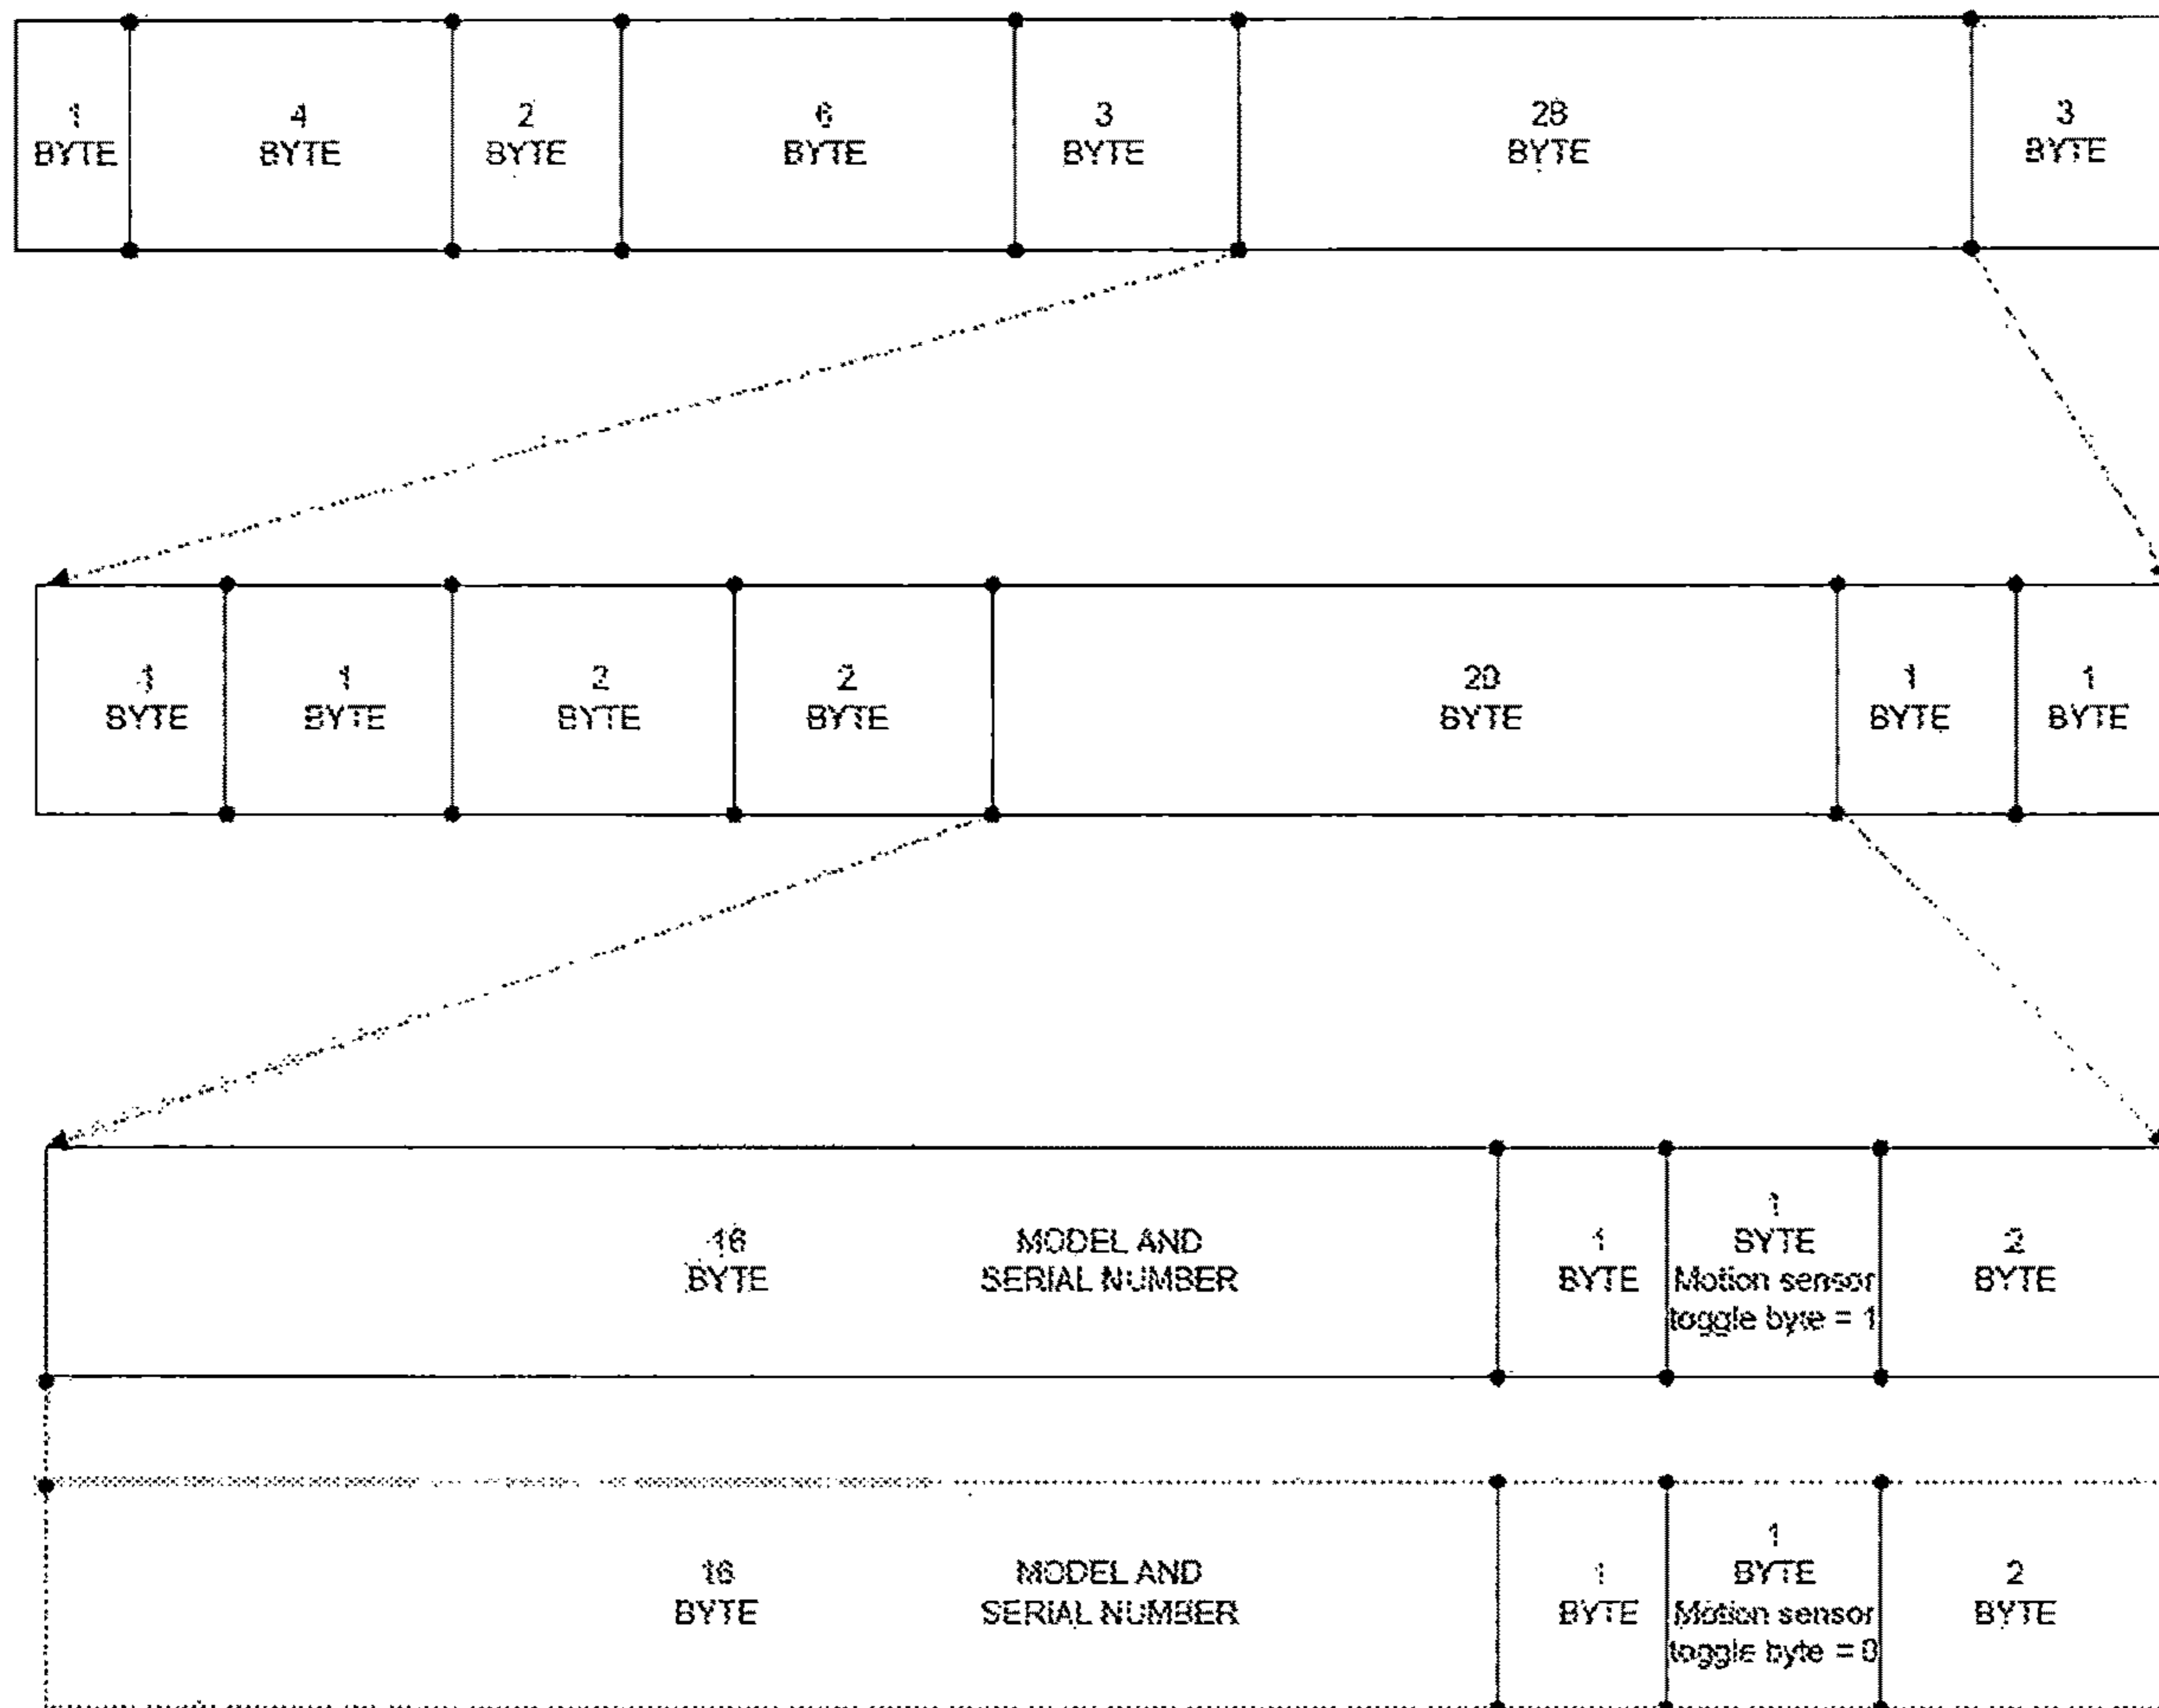 1
BYTE
4
BYTE
2
BYTE
6
BYTE
3
BYTE
28
BYTE
3
BYTE
1
BYTE
1
BYTE
2
BYTE
2
BYTE
20
BYTE
1
BYTE
1
BYTE
16
BYTE
MODEL AND
SERIAL NUMBER
1
BYTE
1
BYTE
Motion sensor
toggle byte = 1
2
BYTE
16
BYTE
MODEL AND
SERIAL NUMBER
1
BYTE
1
BYTE
Motion sensor
toggle byte = 0
2
BYTE